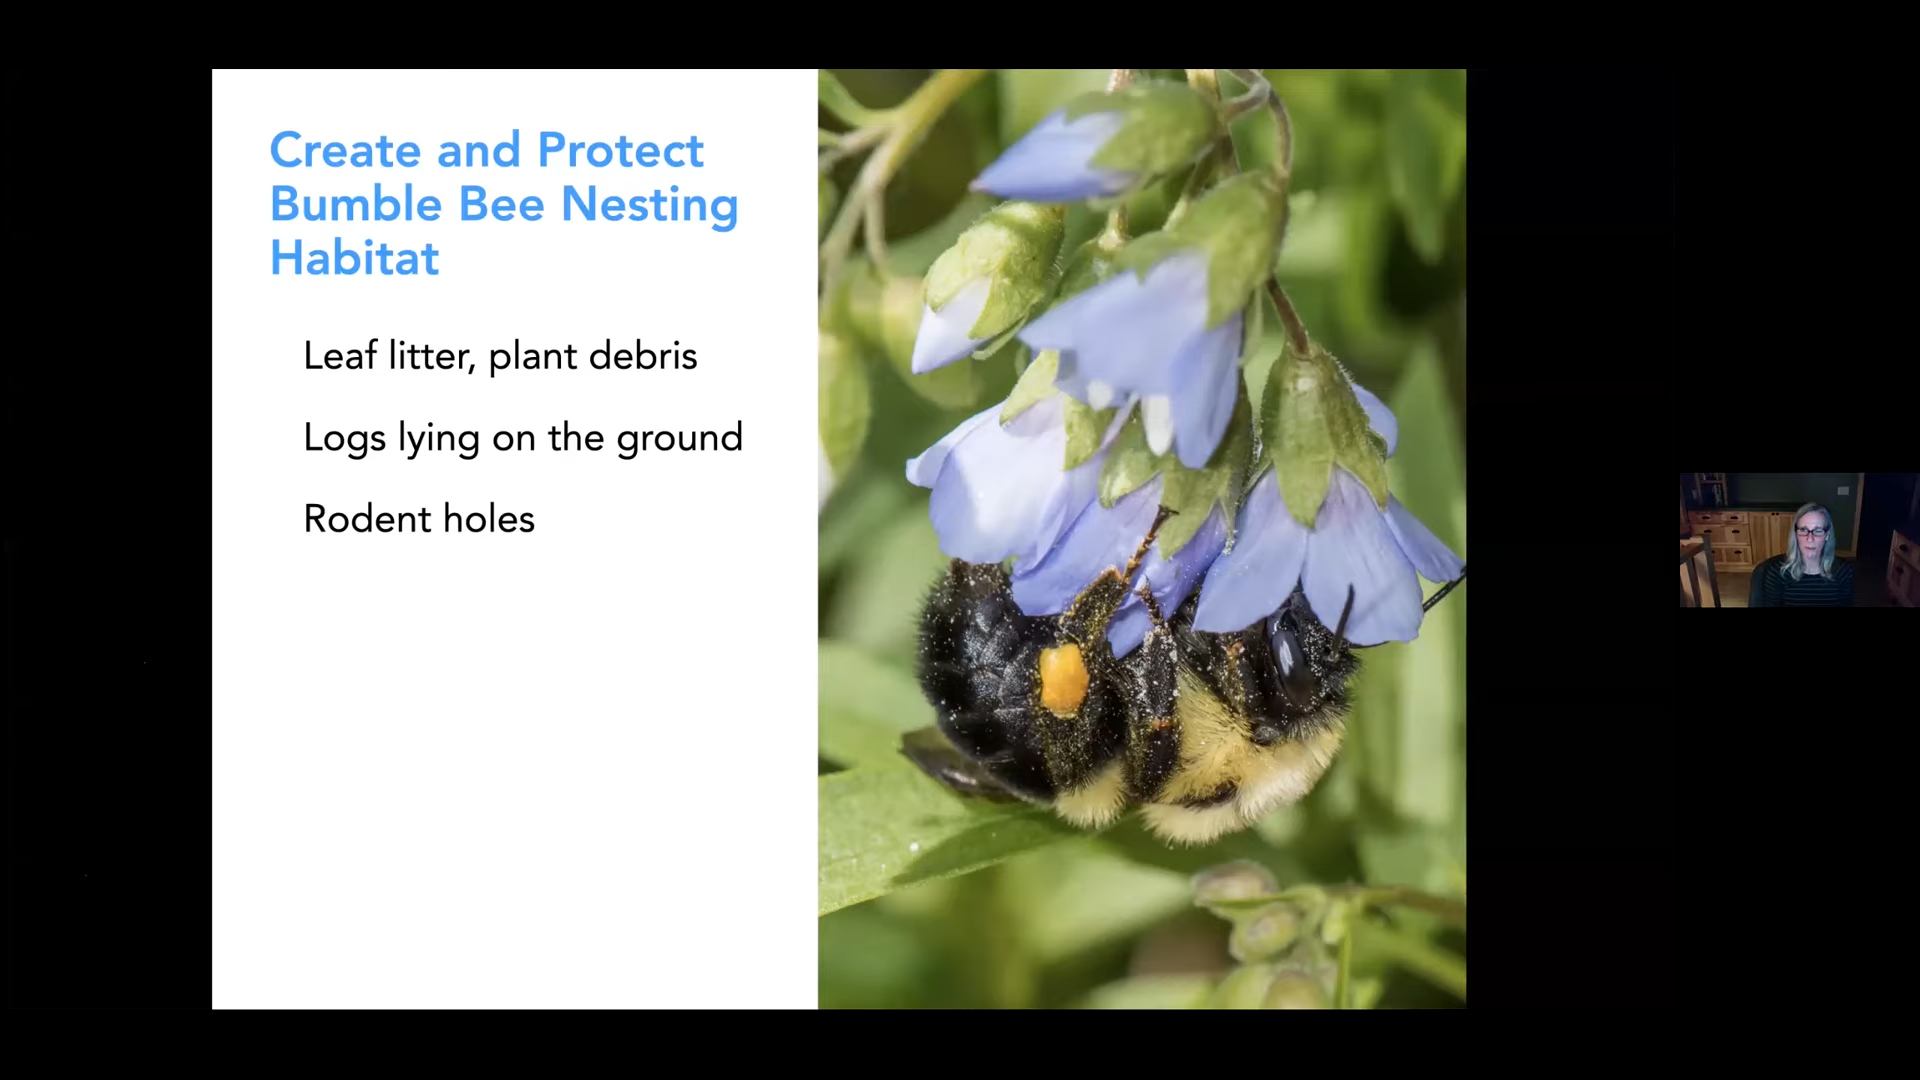 Create and Protect
Bumble Bee Nesting
Habitat
Leaf litter, plant debris
Logs lying on the ground
Rodent holes